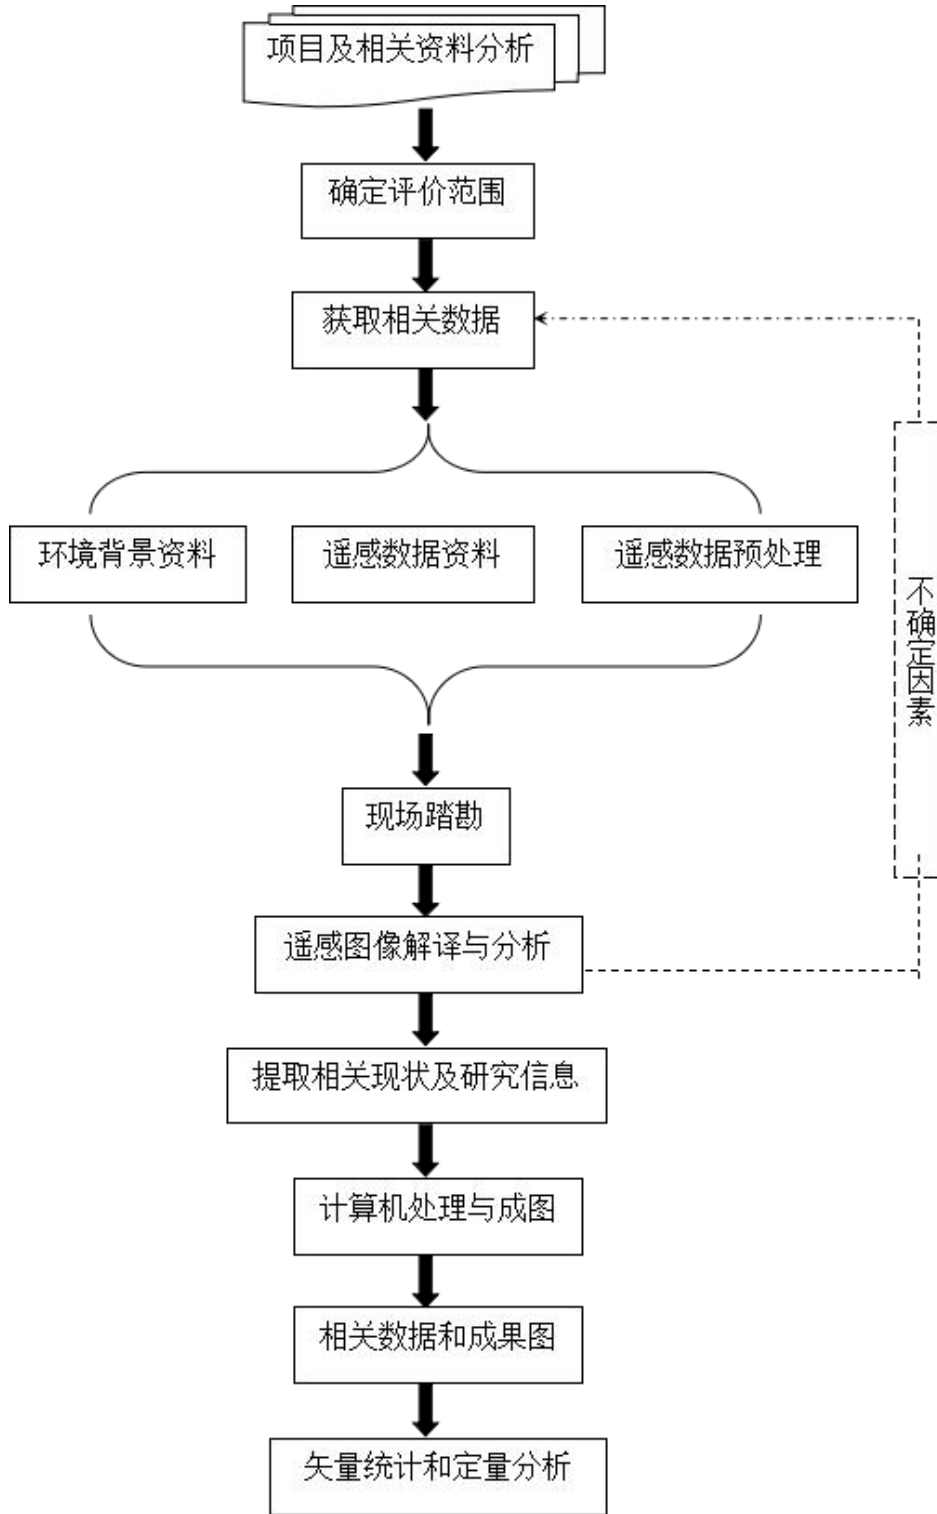 项目及相关资料分析
确定评价范围
获取相关数据
环境背景资料
遥感数据资料
遥感数据预处理
不确定因素
现场踏勘
遥感图像解译与分析
提取相关现状及研究信息
计算机处理与成图
相关数据和成果图
矢量统计和定量分析